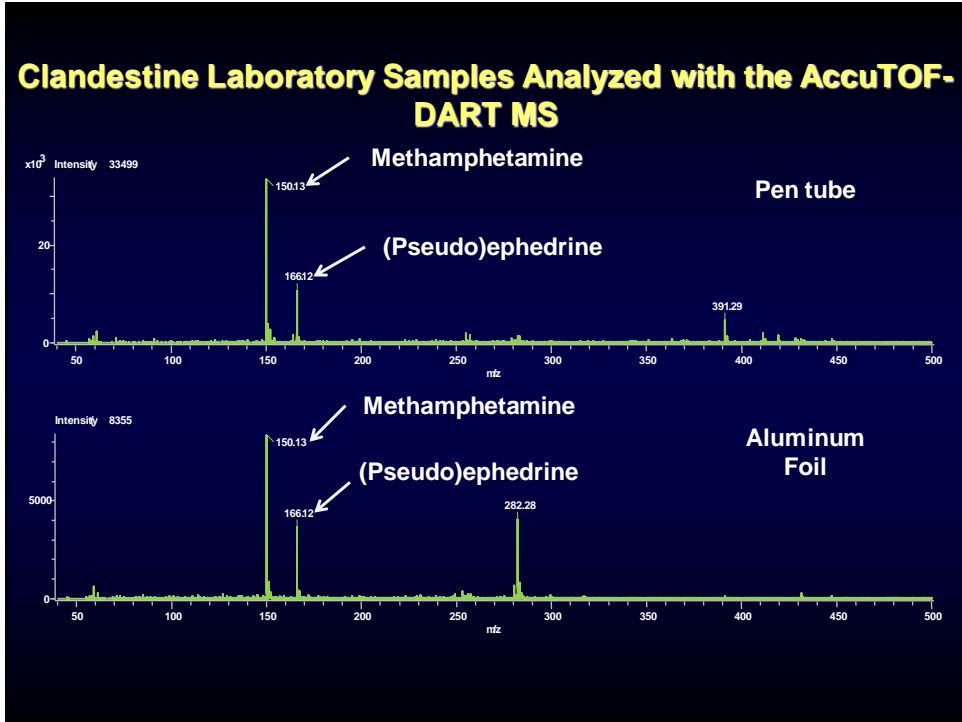 Clandestine Laboratory Samples Analyzed with the AccuTOF-
DART MS
x10 3 Intensity 33499
Methamphetamine
150.13
Pen tube
(Pseudo)ephedrine
20
166.12
391.29
0
50 100 150 200 250 300 350 400 450 500
m/z
Intensity 8355
Methamphetamine
150.13
Aluminum
Foil
(Pseudo)ephedrine
5000
166.12
282.28
0
50 100 150 200 250 300 350 400 450 500
m/z